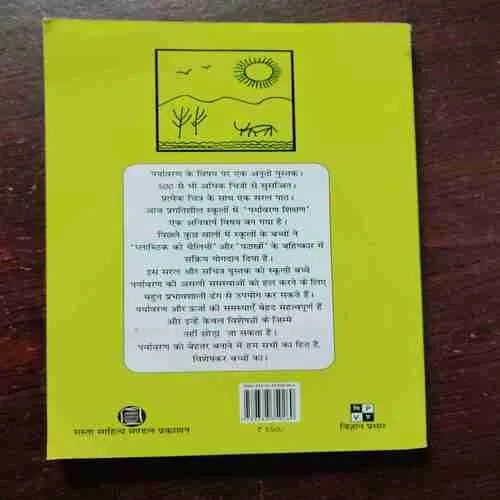 पर्यावरण के विषय पर एक अनूठी पुस्तक।
500 से भी अधिक चित्रों से सुसज्जित।
प्रत्येक चित्र के साथ एक सरल पाठ।
आज प्रगतिशील स्कूलों में "पर्यावरण शिक्षण"
एक अनिवार्य विषय बन गया है।
पिछले कुछ सालों में स्कूलों के बच्चों ने
"प्लास्टिक की थैलियों" और "पटाखों" के बहिष्कार में
सक्रिय योगदान दिया है।
इस सरल और सचित्र पुस्तक को स्कूली बच्चे
पर्यावरण की असली समस्याओं को हल करने के लिए
बहुत प्रभावशाली ढंग से उपयोग कर सकते हैं।
पर्यावरण और ऊर्जा की समस्याएँ बेहद महत्वपूर्ण हैं
और इन्हें केवल विशेषज्ञों के जिम्मे
नहीं छोड़ा जा सकता है।
पर्यावरण को बेहतर बनाने में हम सभी का हित है,
विशेषकर बच्चों का।
सस्ता साहित्य मण्डल प्रकाशन
विज्ञान प्रसार